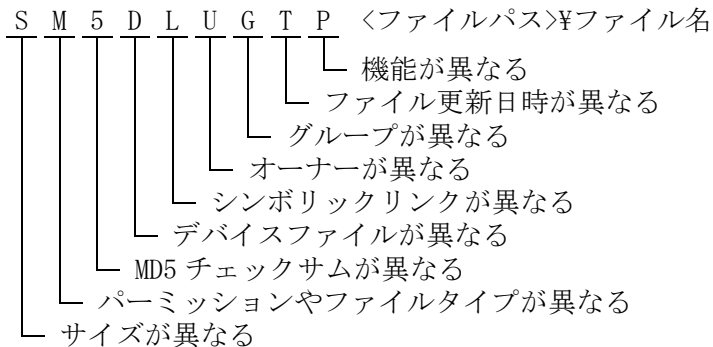 S M 5 D L U G T P <ファイルパス>¥ファイル名
機能が異なる
ファイル更新日時が異なる
グループが異なる
オーナーが異なる
シンボリックリンクが異なる
デバイスファイルが異なる
MD5 チェックサムが異なる
パーミッションやファイルタイプが異なる
サイズが異なる